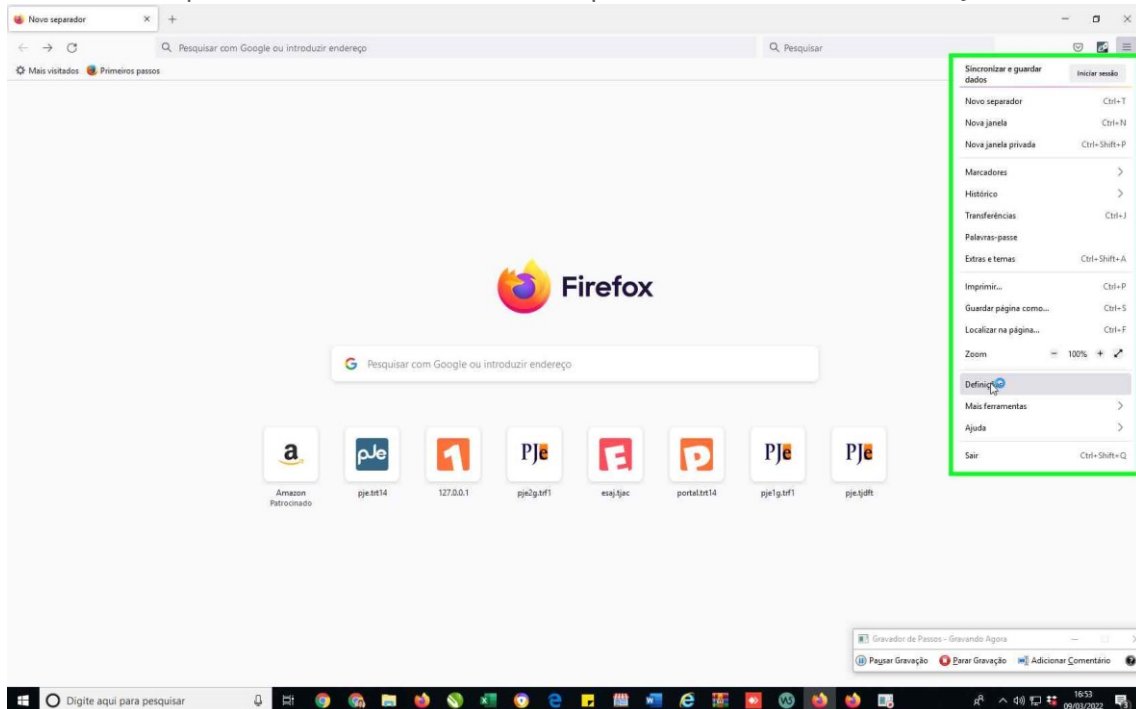 Novo separador
Pesquisar com Google ou introduzir endereço
Pesquisar
Mais visitados
Primeiros passos
Sincronizar e guardar
dados
Iniciar sessão
Novo separador Ctrl+T
Nova janela Ctrl+N
Nova janela privada Ctrl+Shift+P
Marcadores
Histórico
Transferências Ctrl+J
Palavras-passe
Extras e temas Ctrl+Shift+A
Imprimir... Ctrl+P
Guardar página como... Ctrl+S
Localizar na página... Ctrl+F
Zoom - 100% +
Mais ferramentas
Ajuda
Sair Ctrl+Shift+Q
Firefox
G Pesquisar com Google ou introduzir endereço
a pJe 1 PJe E P PJe PJe
Amazon pje.trt14 127.0.0.1 pje2g.trf1 esaj.tjac portal.trt14 pje1g.trf1 pje.tjdft
Patrocinado
Gravador de Passos - Gravando Agora
Pausar Gravação Parar Gravação Adicionar Comentário
Digite aqui para pesquisar
16:53
09/03/2022